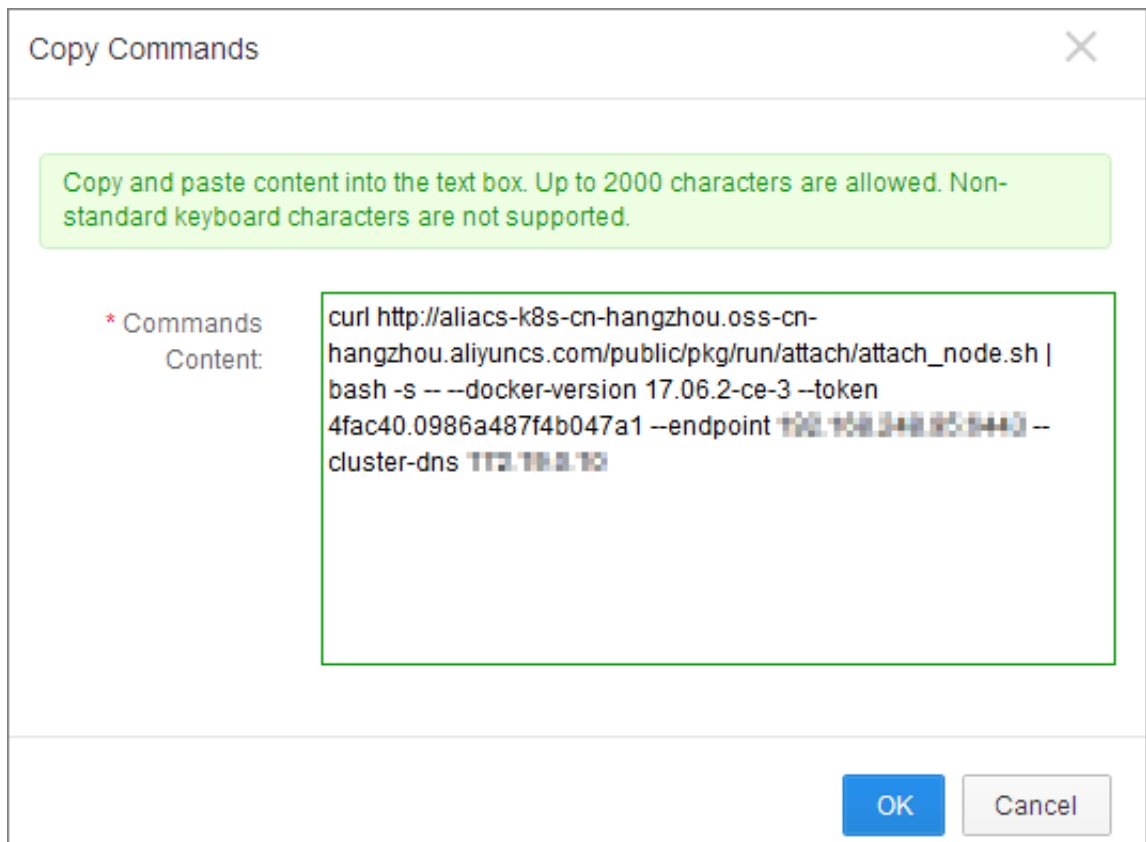 Copy Commands
Copy and paste content into the text box. Up to 2000 characters are allowed. Non-
standard keyboard characters are not supported.
* Commands
Content:
curl http://aliacs-k8s-cn-
hangzhou.oss-cn-
hangzhou.aliyuncs.com/public/pkg/run/attach/attach_node.sh |
bash -s -- --docker-version 17.06.2-ce-3 --token
4fac40.0986a487f4b047a1 --endpoint --
cluster-dns
OK
Cancel